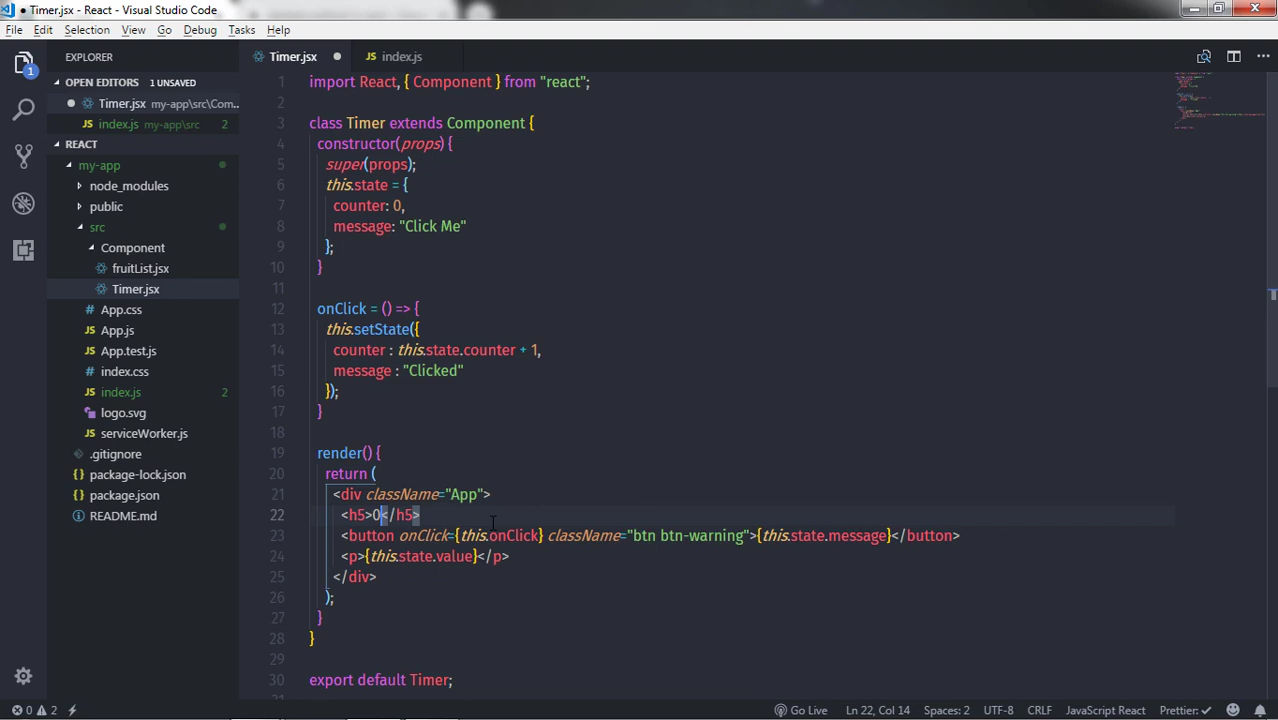 Timer.jsx - React - Visual Studio Code
File Edit Selection View Go Debug Tasks Help
EXPLORER
OPEN EDITORS 1 UNSAVED
Timer.jsx my-app\src\Com...
index.js my-app\src 2
REACT
my-app
node_modules
public
src
Component
fruitList.jsx
Timer.jsx
App.css
App.js
App.test.js
index.css
index.js 2
logo.svg
serviceWorker.js
.gitignore
package-lock.json
package.json
README.md
1
Timer.jsx index.js
1 import React, { Component } from "react";
2
3 class Timer extends Component {
4 constructor(props) {
5 super(props);
6 this.state = {
7 counter: 0,
8 message: "Click Me"
9 };
10 }
11
12 onClick = () => {
13 this.setState({
14 counter : this.state.counter + 1,
15 message : "Clicked"
16 });
17 }
18
19 render() {
20 return (
21 <div className="App">
22 <h5>0</h5>
23 <button onClick={this.onClick} className="btn btn-warning">{this.state.message}</button>
24 <p>{this.state.value}</p>
25 </div>
26 );
27 }
28 }
29
30 export default Timer;
0 2 Go Live Ln 22, Col 14 Spaces: 2 UTF-8 CRLF JavaScript React Prettier: ✓